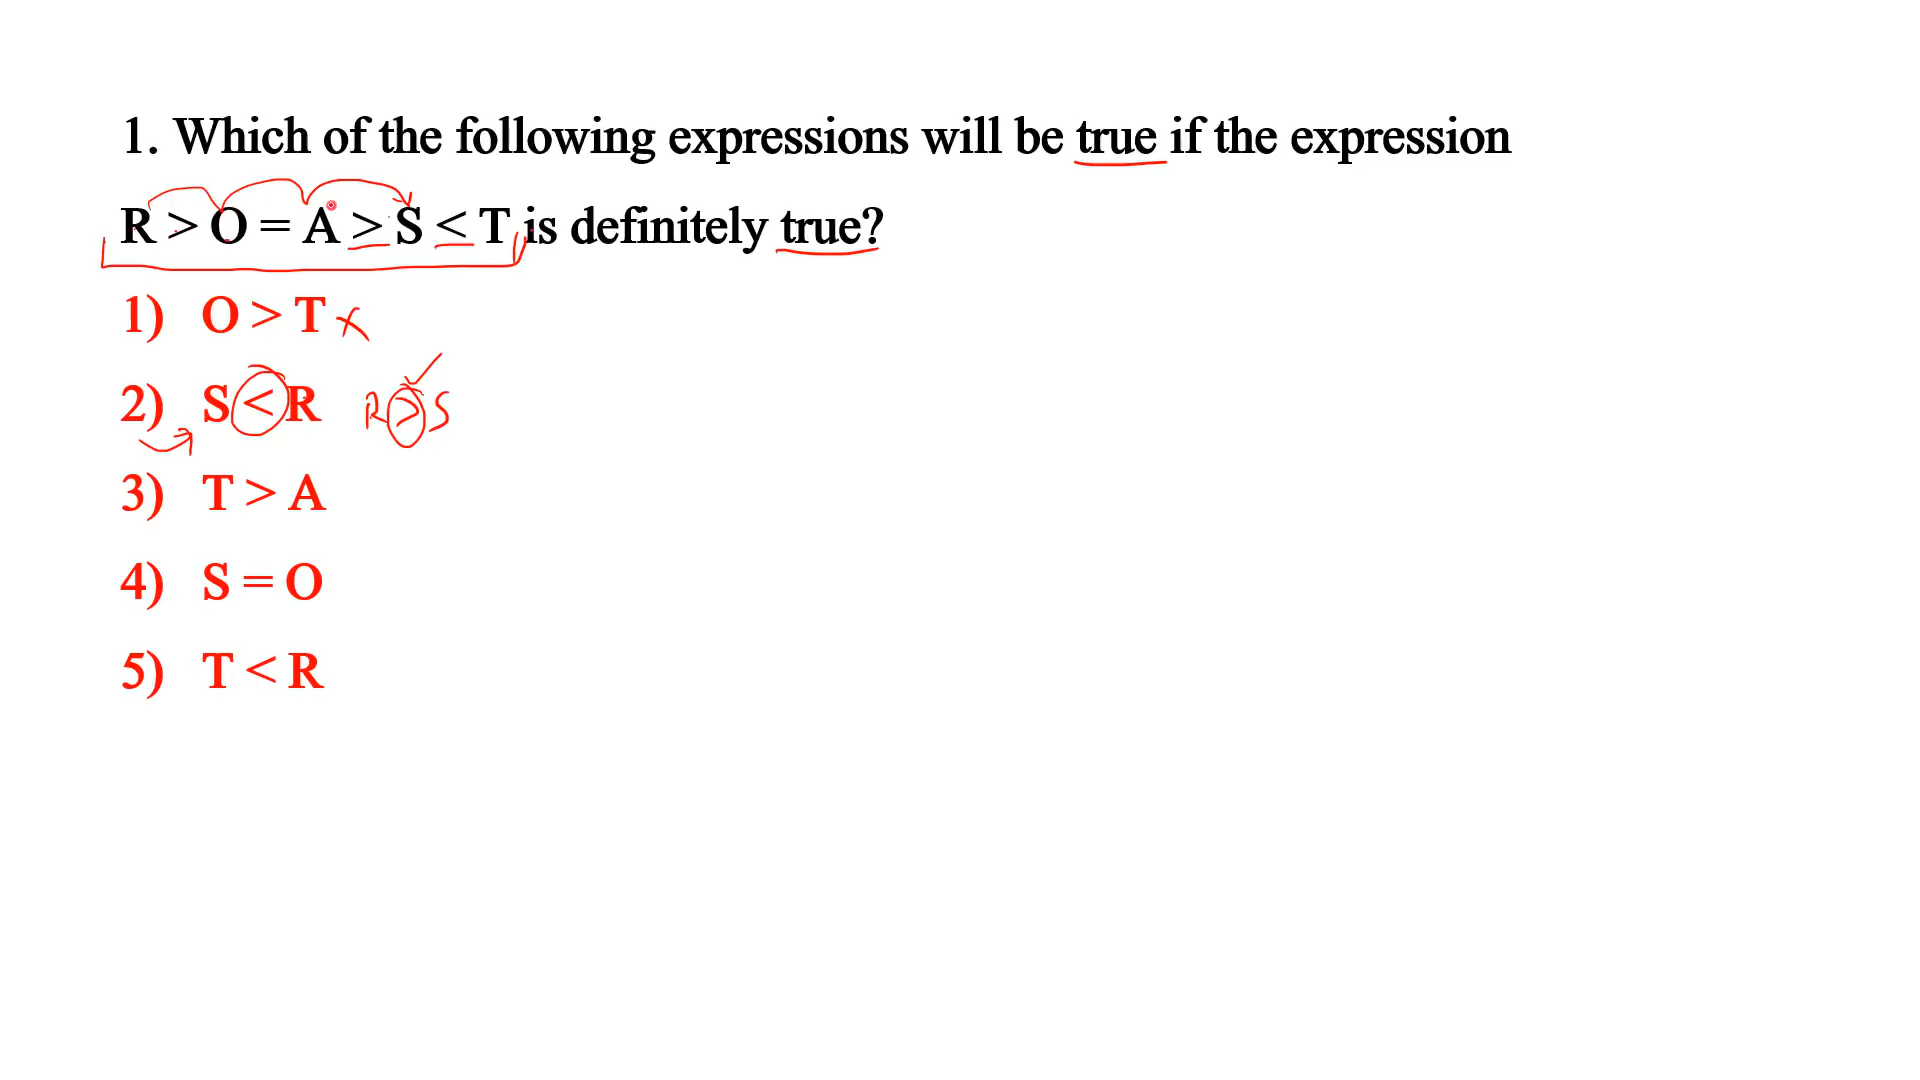 1. Which of the following expressions will be true if the expression
R > O = A > S < T is definitely true?
1) O > T ×
2) S < R R > S ✓
3) T > A
4) S = O
5) T < R